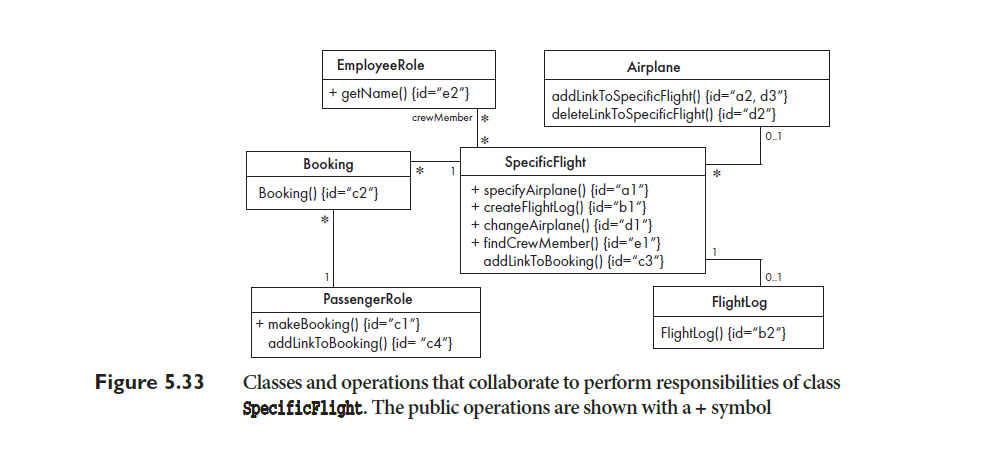 EmployeeRole
+ getName() {id="e2"}
crewMember *
*
Airplane
addLinkToSpecificFlight() {id="a2, d3"}
deleteLinkToSpecificFlight() {id="d2"}
0..1
*
Booking
Booking() {id="c2"}
* 1
*
1
SpecificFlight
+ specifyAirplane() {id="a1"}
+ createFlightLog() {id="b1"}
+ changeAirplane() {id="d1"}
+ findCrewMember() {id="e1"}
addLinkToBooking() {id="c3"}
1
0..1
PassengerRole
+ makeBooking() {id="c1"}
addLinkToBooking() {id= "c4"}
FlightLog
FlightLog() {id="b2"}
Figure 5.33 Classes and operations that collaborate to perform responsibilities of class
SpecificFlight. The public operations are shown with a + symbol